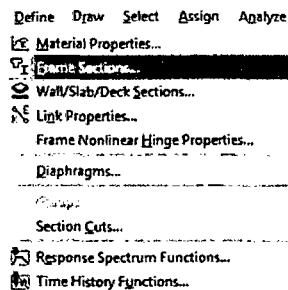 Define Draw Select Assign Analyze
Material Properties...
Frame Sections...
Wall/Slab/Deck Sections...
Link Properties...
Frame Nonlinear Hinge Properties...
Diaphragms...
Groups
Section Cuts...
Response Spectrum Functions...
Time History Functions...